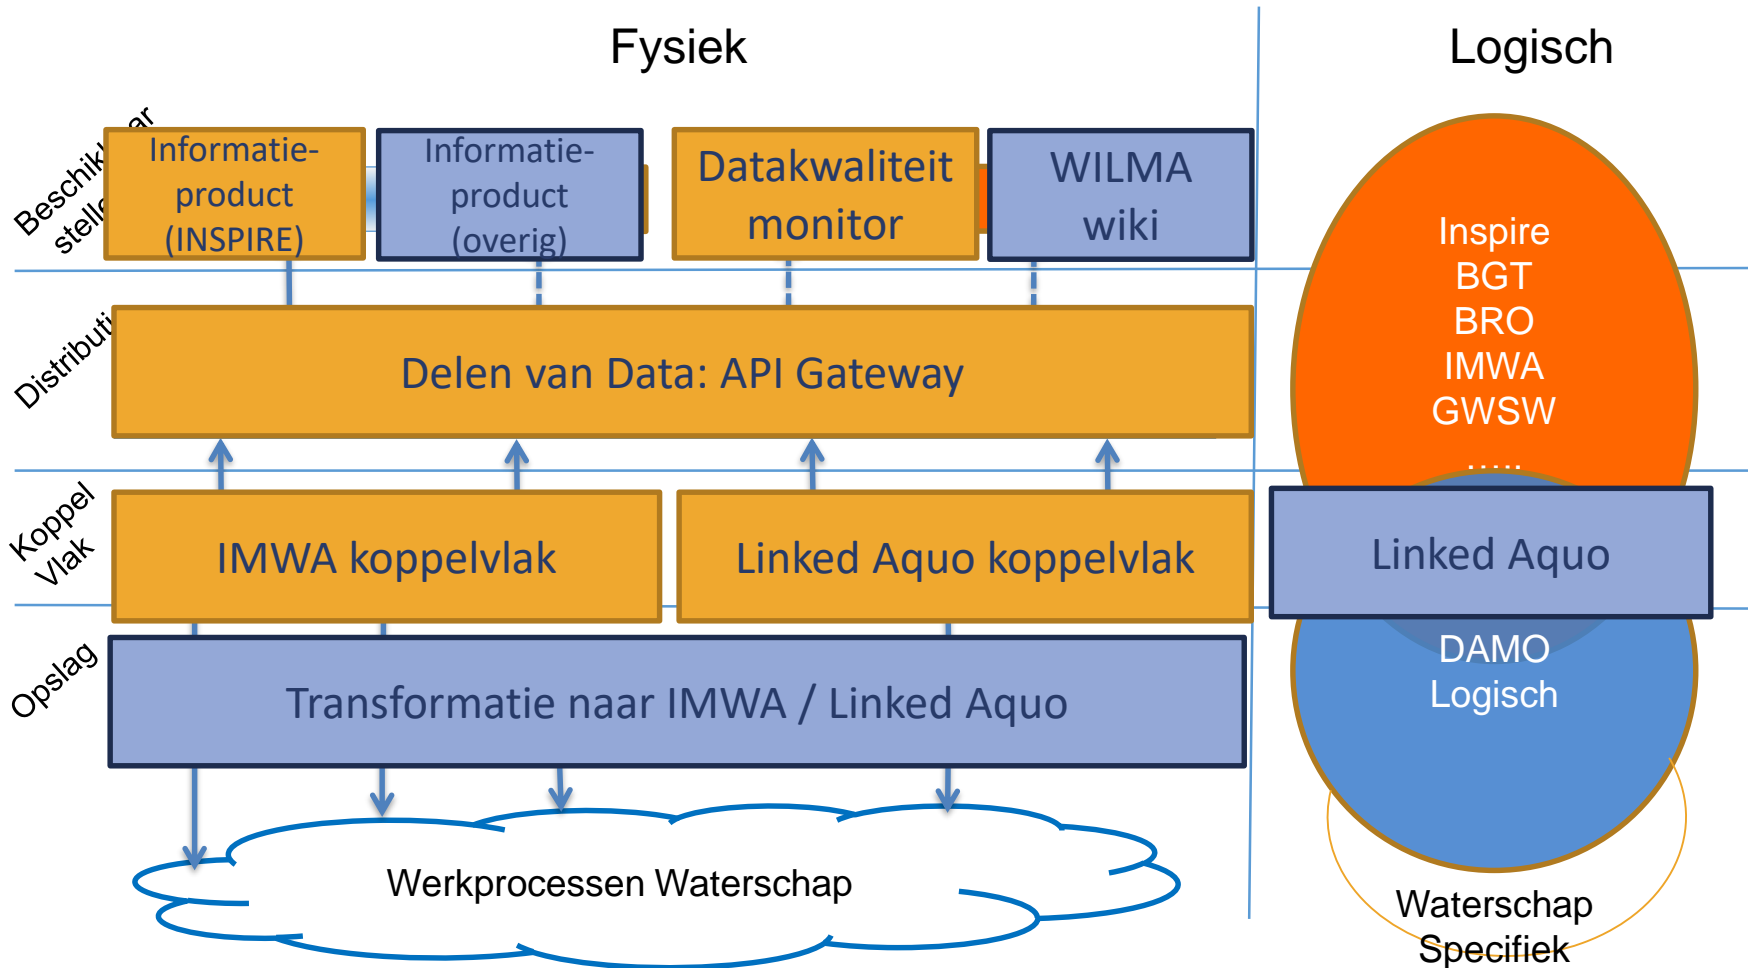 Fysiek
Logisch
Informatie-
product
(INSPIRE)
Informatie-
product
(overig)
Datakwaliteit
monitor
WILMA
wiki
Delen van Data: API Gateway
Koppel
Vlak
IMWA koppelvlak
Linked Aquo koppelvlak
Opslag
Transformatie naar IMWA / Linked Aquo
Werkprocessen Waterschap
Inspire
BGT
BRO
IMWA
GWSW
.....
Linked Aquo
DAMO
Logisch
Waterschap
Specifiek